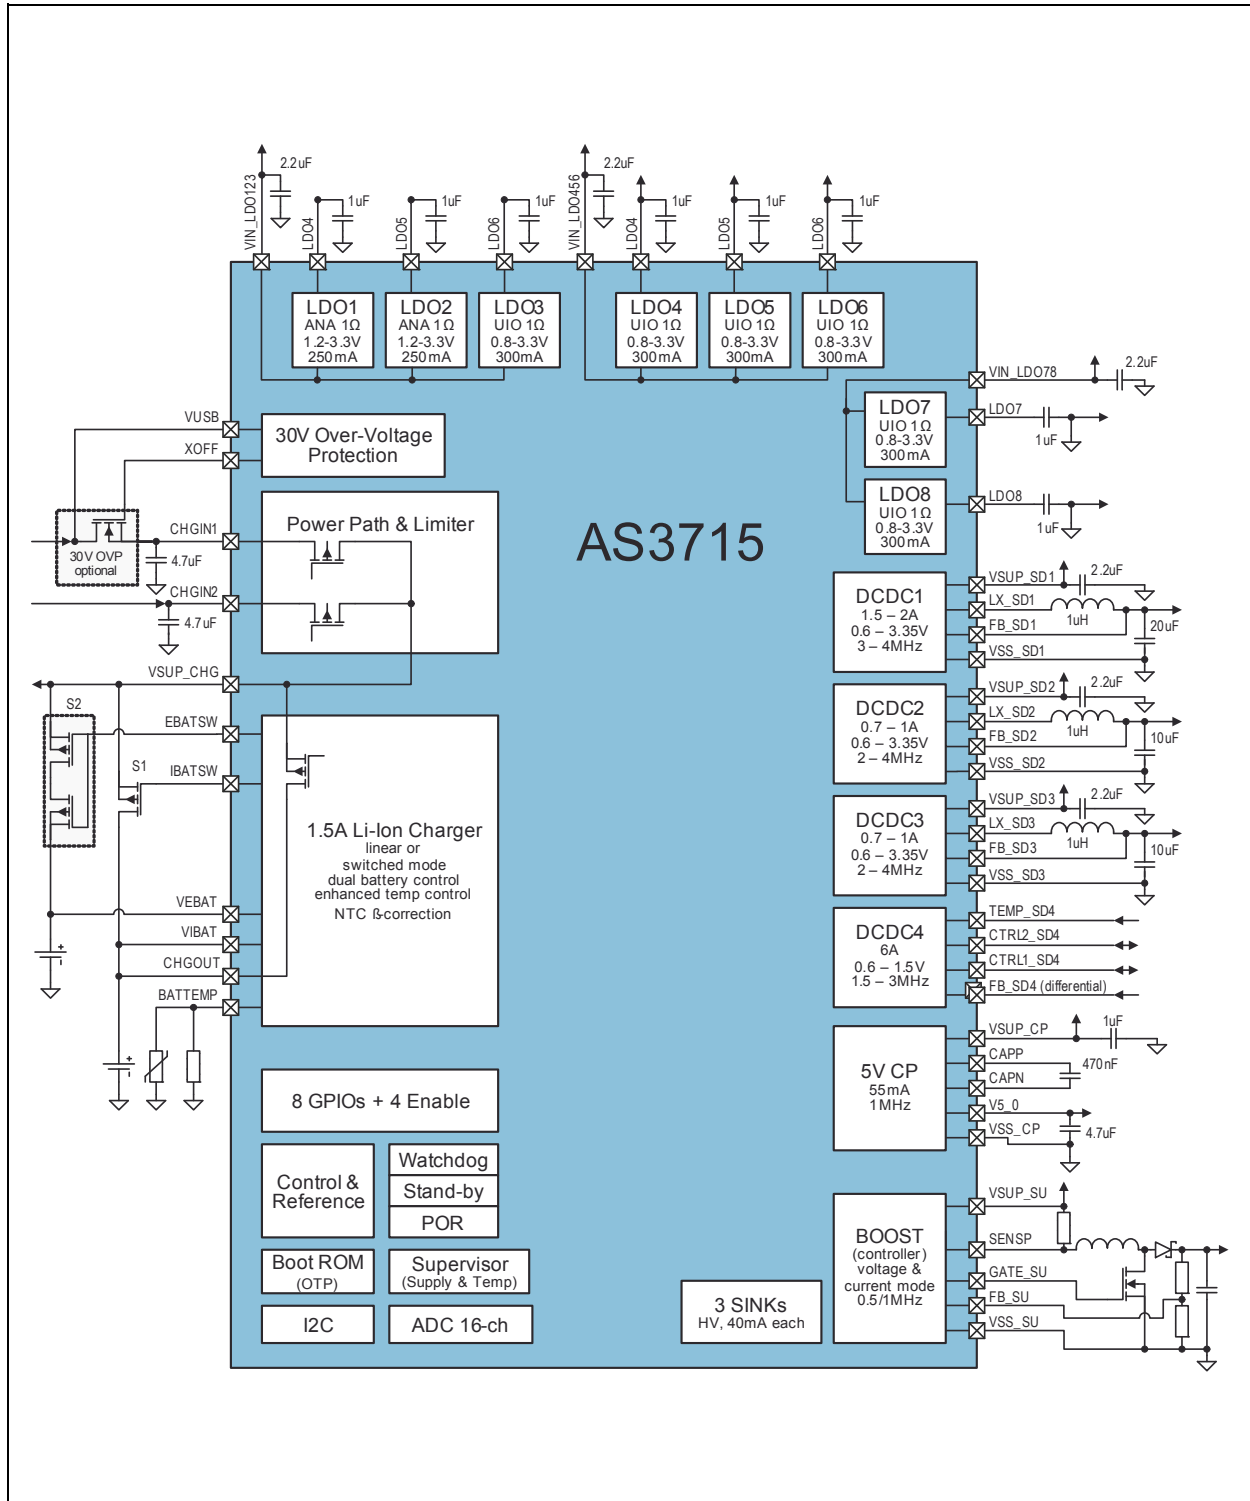 2.2uF
2.2uF
1uF
1uF
1uF
1uF
1uF
1uF
VIN_LDO123
LDO4
LDO5
LDO6
VIN_LDO456
LDO4
LDO5
LDO6
LDO1
ANA 1Ω
1.2-3.3V
250mA
LDO2
ANA 1Ω
1.2-3.3V
250mA
LDO3
UIO 1Ω
0.8-3.3V
300mA
LDO4
UIO 1Ω
0.8-3.3V
300mA
LDO5
UIO 1Ω
0.8-3.3V
300mA
LDO6
UIO 1Ω
0.8-3.3V
300mA
VIN_LDO78
2.2uF
LDO7
UIO 1Ω
0.8-3.3V
300mA
LDO7
1uF
LDO8
UIO 1Ω
0.8-3.3V
300mA
LDO8
1uF
VUSB
XOFF
30V Over-Voltage
Protection
AS3715
Power Path & Limiter
CHGIN1
30V OVP
optional
4.7uF
CHGIN2
4.7uF
VSUP_CHG
S2
EBATSW
S1
IBATSW
1.5A Li-Ion Charger
linear or
switched mode
dual battery control
enhanced temp control
NTC ß-correction
VEBAT
VIBAT
CHGOUT
BATTEMP
DCDC1
1.5 – 2A
0.6 – 3.35V
3 – 4MHz
VSUP_SD1
2.2uF
LX_SD1
1uH
FB_SD1
20uF
VSS_SD1
DCDC2
0.7 – 1A
0.6 – 3.35V
2 – 4MHz
VSUP_SD2
2.2uF
LX_SD2
1uH
FB_SD2
10uF
VSS_SD2
DCDC3
0.7 – 1A
0.6 – 3.35V
2 – 4MHz
VSUP_SD3
2.2uF
LX_SD3
1uH
FB_SD3
10uF
VSS_SD3
DCDC4
6A
0.6 – 1.5V
1.5 – 3MHz
TEMP_SD4
CTRL2_SD4
CTRL1_SD4
FB_SD4 (differential)
5V CP
55mA
1MHz
VSUP_CP
1uF
CAPP
470nF
CAPN
V5_0
VSS_CP
4.7uF
8 GPIOs + 4 Enable
Control &
Reference
Watchdog
Stand-by
POR
Boot ROM
(OTP)
Supervisor
(Supply & Temp)
I2C
ADC 16-ch
3 SINKs
HV, 40mA each
BOOST
(controller)
voltage &
current mode
0.5/1MHz
VSUP_SU
SENSP
GATE_SU
FB_SU
VSS_SU